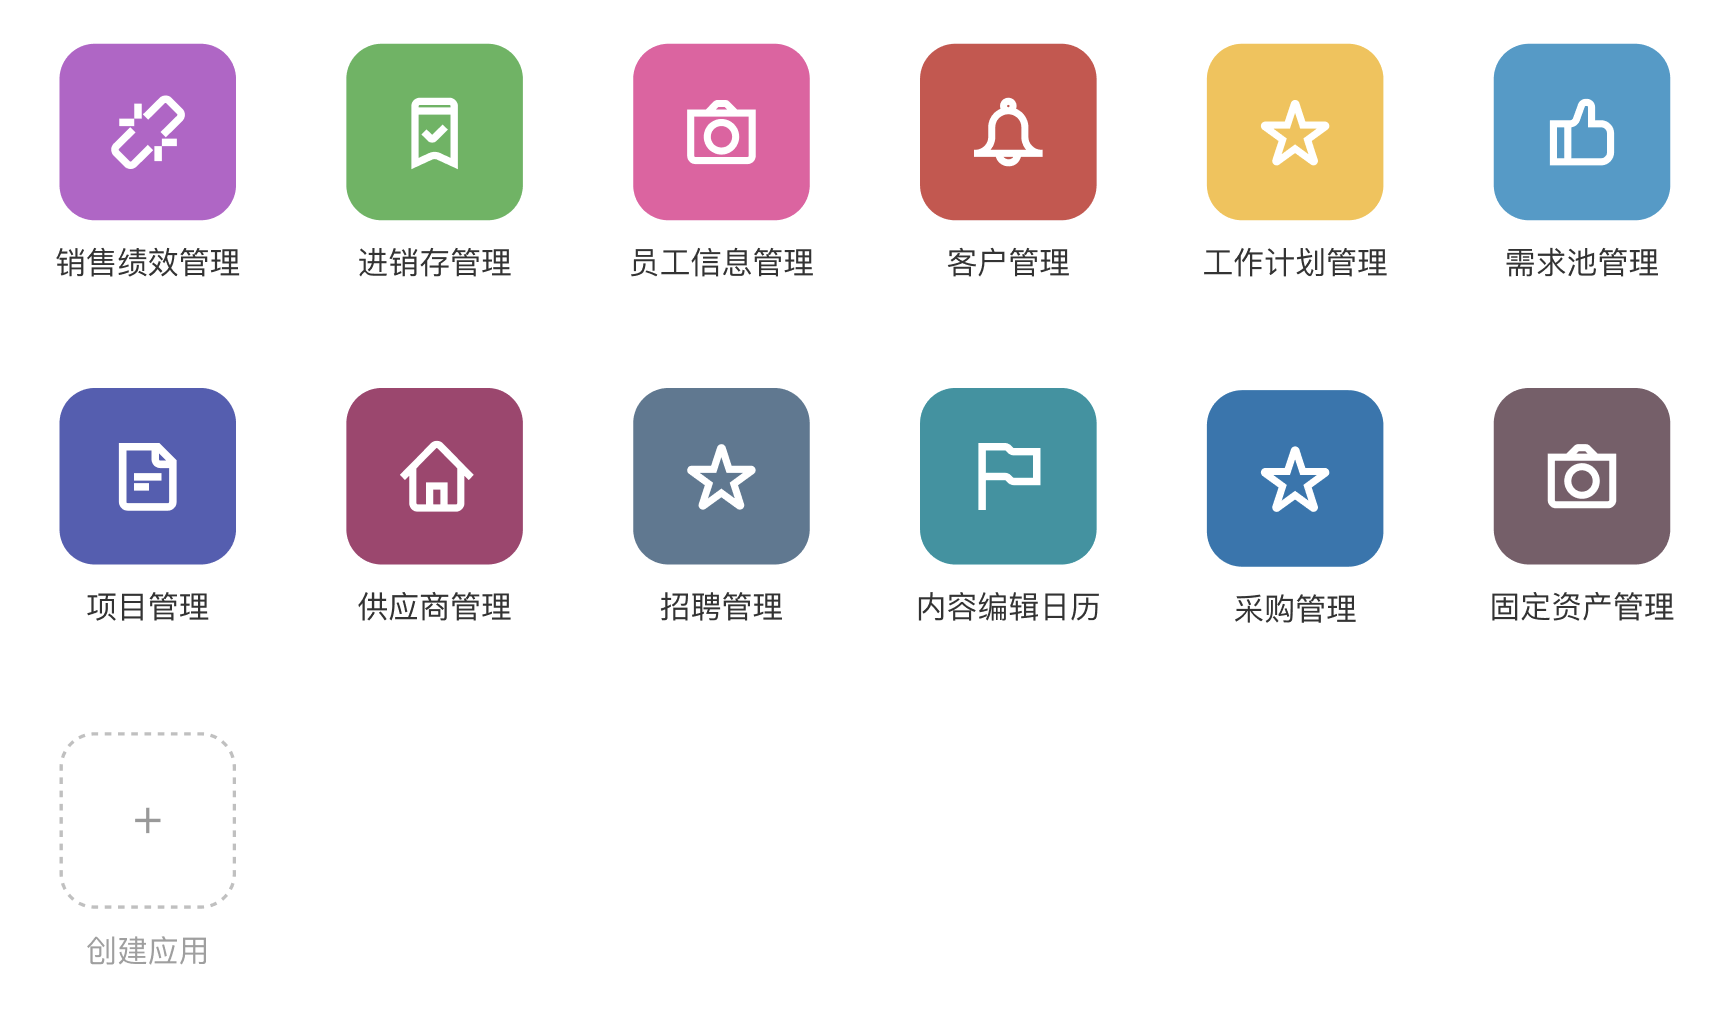 销售绩效管理
进销存管理
员工信息管理
客户管理
工作计划管理
需求池管理
项目管理
供应商管理
招聘管理
内容编辑日历
采购管理
固定资产管理
创建应用